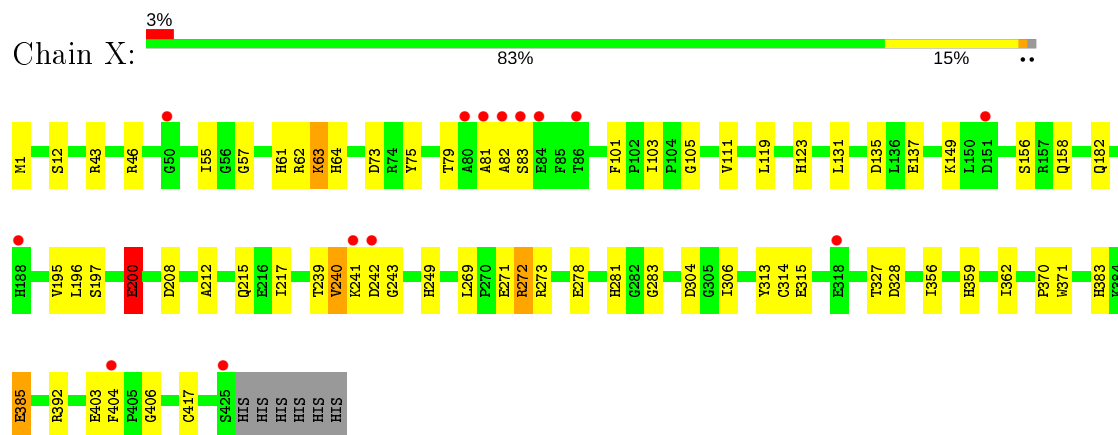 3%
Chain X:
83%
15%
M1 S12 R43 R46 G50 I55 G56 G57 H61 R62 K63 H64 D73 R74 Y75 T79 A80 A81 A82 S83 E84 F85 T86 F101 P102 I103 P104 G105 V111 L119 H123 L131 D135 L136 E137 K149 L150 D151 S156 R157 Q158 Q182
H188 V195 L196 S197 E200 D208 A212 Q215 E216 I217 T239 V240 K241 D242 G243 H249 L269 P270 E271 R272 R273 E278 H281 G282 G283 D304 G305 I306 Y313 C314 E315 E318 T327 D328 I356 H359 I362 P370 W371 H383 K384
E385 R392 E403 F404 P405 G406 C417 S425 HIS HIS HIS HIS HIS HIS